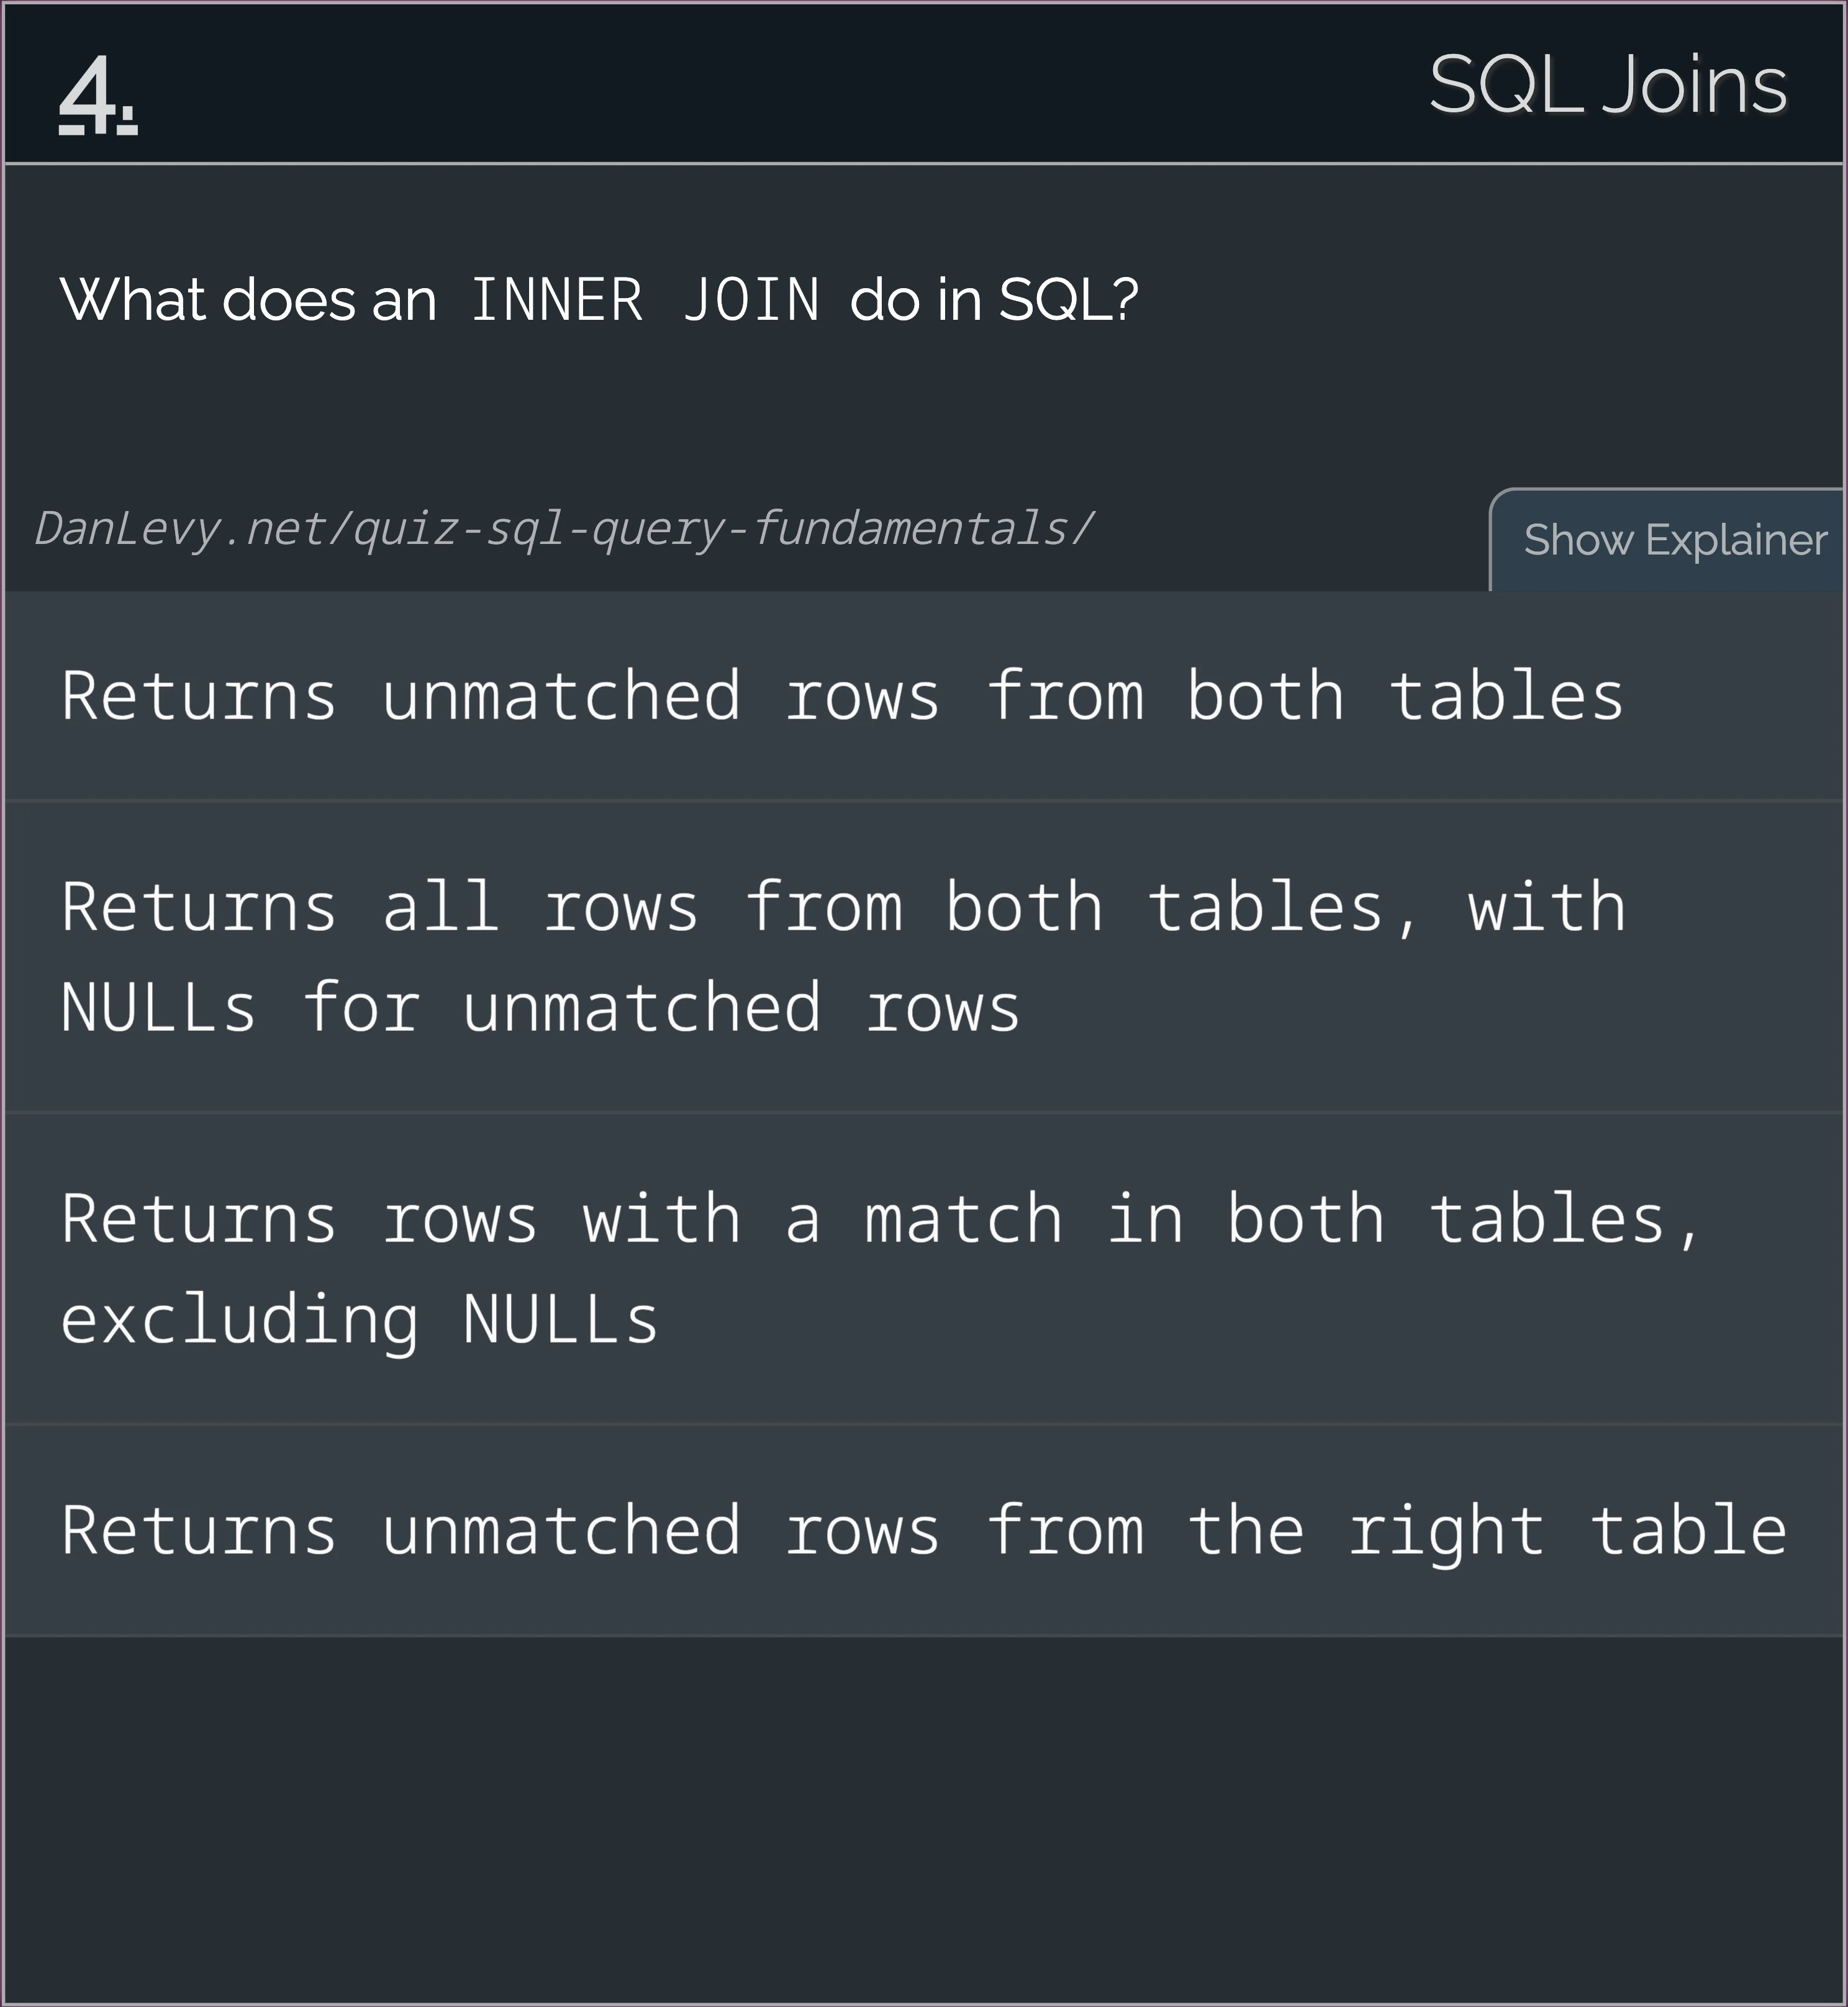 4.
SQL Joins
What does an INNER JOIN do in SQL?
DanLevy.net/quiz-sql-query-fundamentals/
Show Explainer
Returns unmatched rows from both tables
Returns all rows from both tables, with
NULLs for unmatched rows
Returns rows with a match in both tables,
excluding NULLs
Returns unmatched rows from the right table